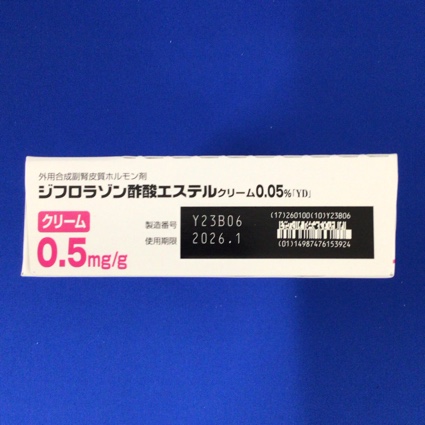 外用合成副腎皮質ホルモン剤
ジフロラゾン酢酸エステルクリーム0.05%「YD」
クリーム
0.5mg/g
製造番号 Y23B06
使用期限 2026.1
(17)260100(10)Y23B06
(01)14987476153924